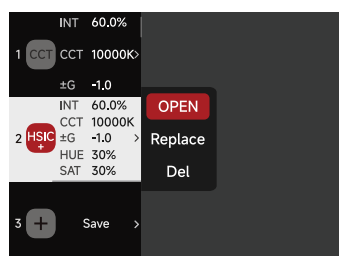 INT 60.0%
1 CCT CCT 10000K>
±G -1.0
INT 60.0%
CCT 10000K
2 HSIC+ ±G -1.0 >
HUE 30%
SAT 30%
3 + Save >
OPEN
Replace
Del